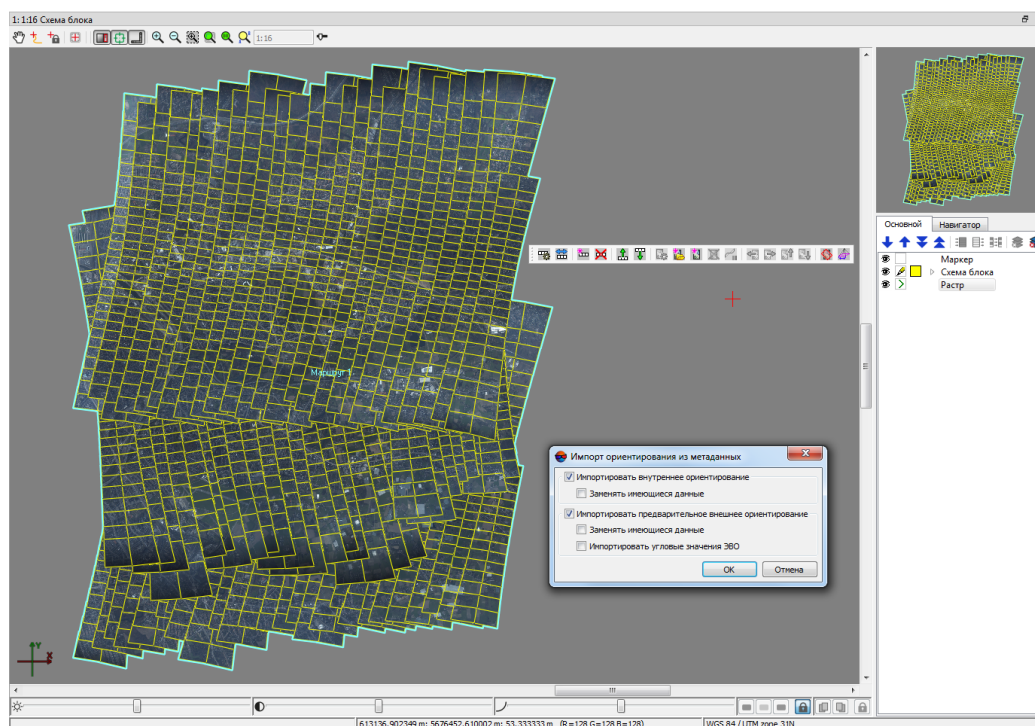 1: 1:16 Схема блока
1:16
Основной
Навигатор
Маркер
Схема блока
Растр
Маршрут 1
Импорт ориентирования из метаданных
Импортировать внутреннее ориентирование
Заменять имеющиеся данные
Импортировать предварительное внешнее ориентирование
Заменять имеющиеся данные
Импортировать угловые значения ЭВО
OK
Отмена
Y
X
613136.902349 m; 5676452.610002 m; 53.333333 m (R=128 G=128 B=128)
WGS 84 / UTM zone 31N